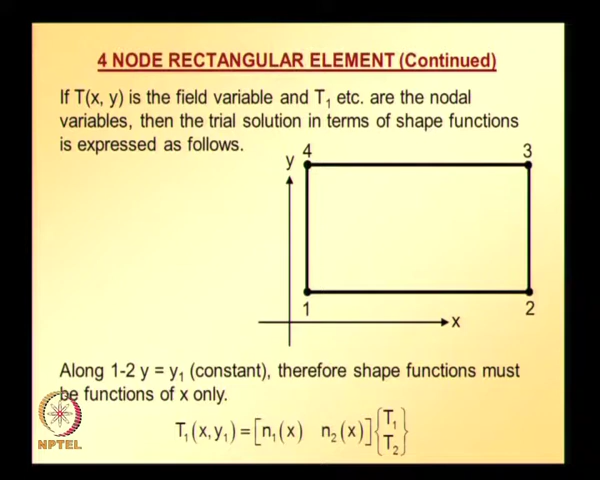 4 NODE RECTANGULAR ELEMENT (Continued)
If T(x, y) is the field variable and T₁ etc. are the nodal
variables, then the trial solution in terms of shape functions
is expressed as follows.
y
4
3
1
2
x
Along 1-2 y = y₁ (constant), therefore shape functions must
be functions of x only.
T₁(x,y₁) = [n₁(x) n₂(x)] {T₁ T₂}
NPTEL